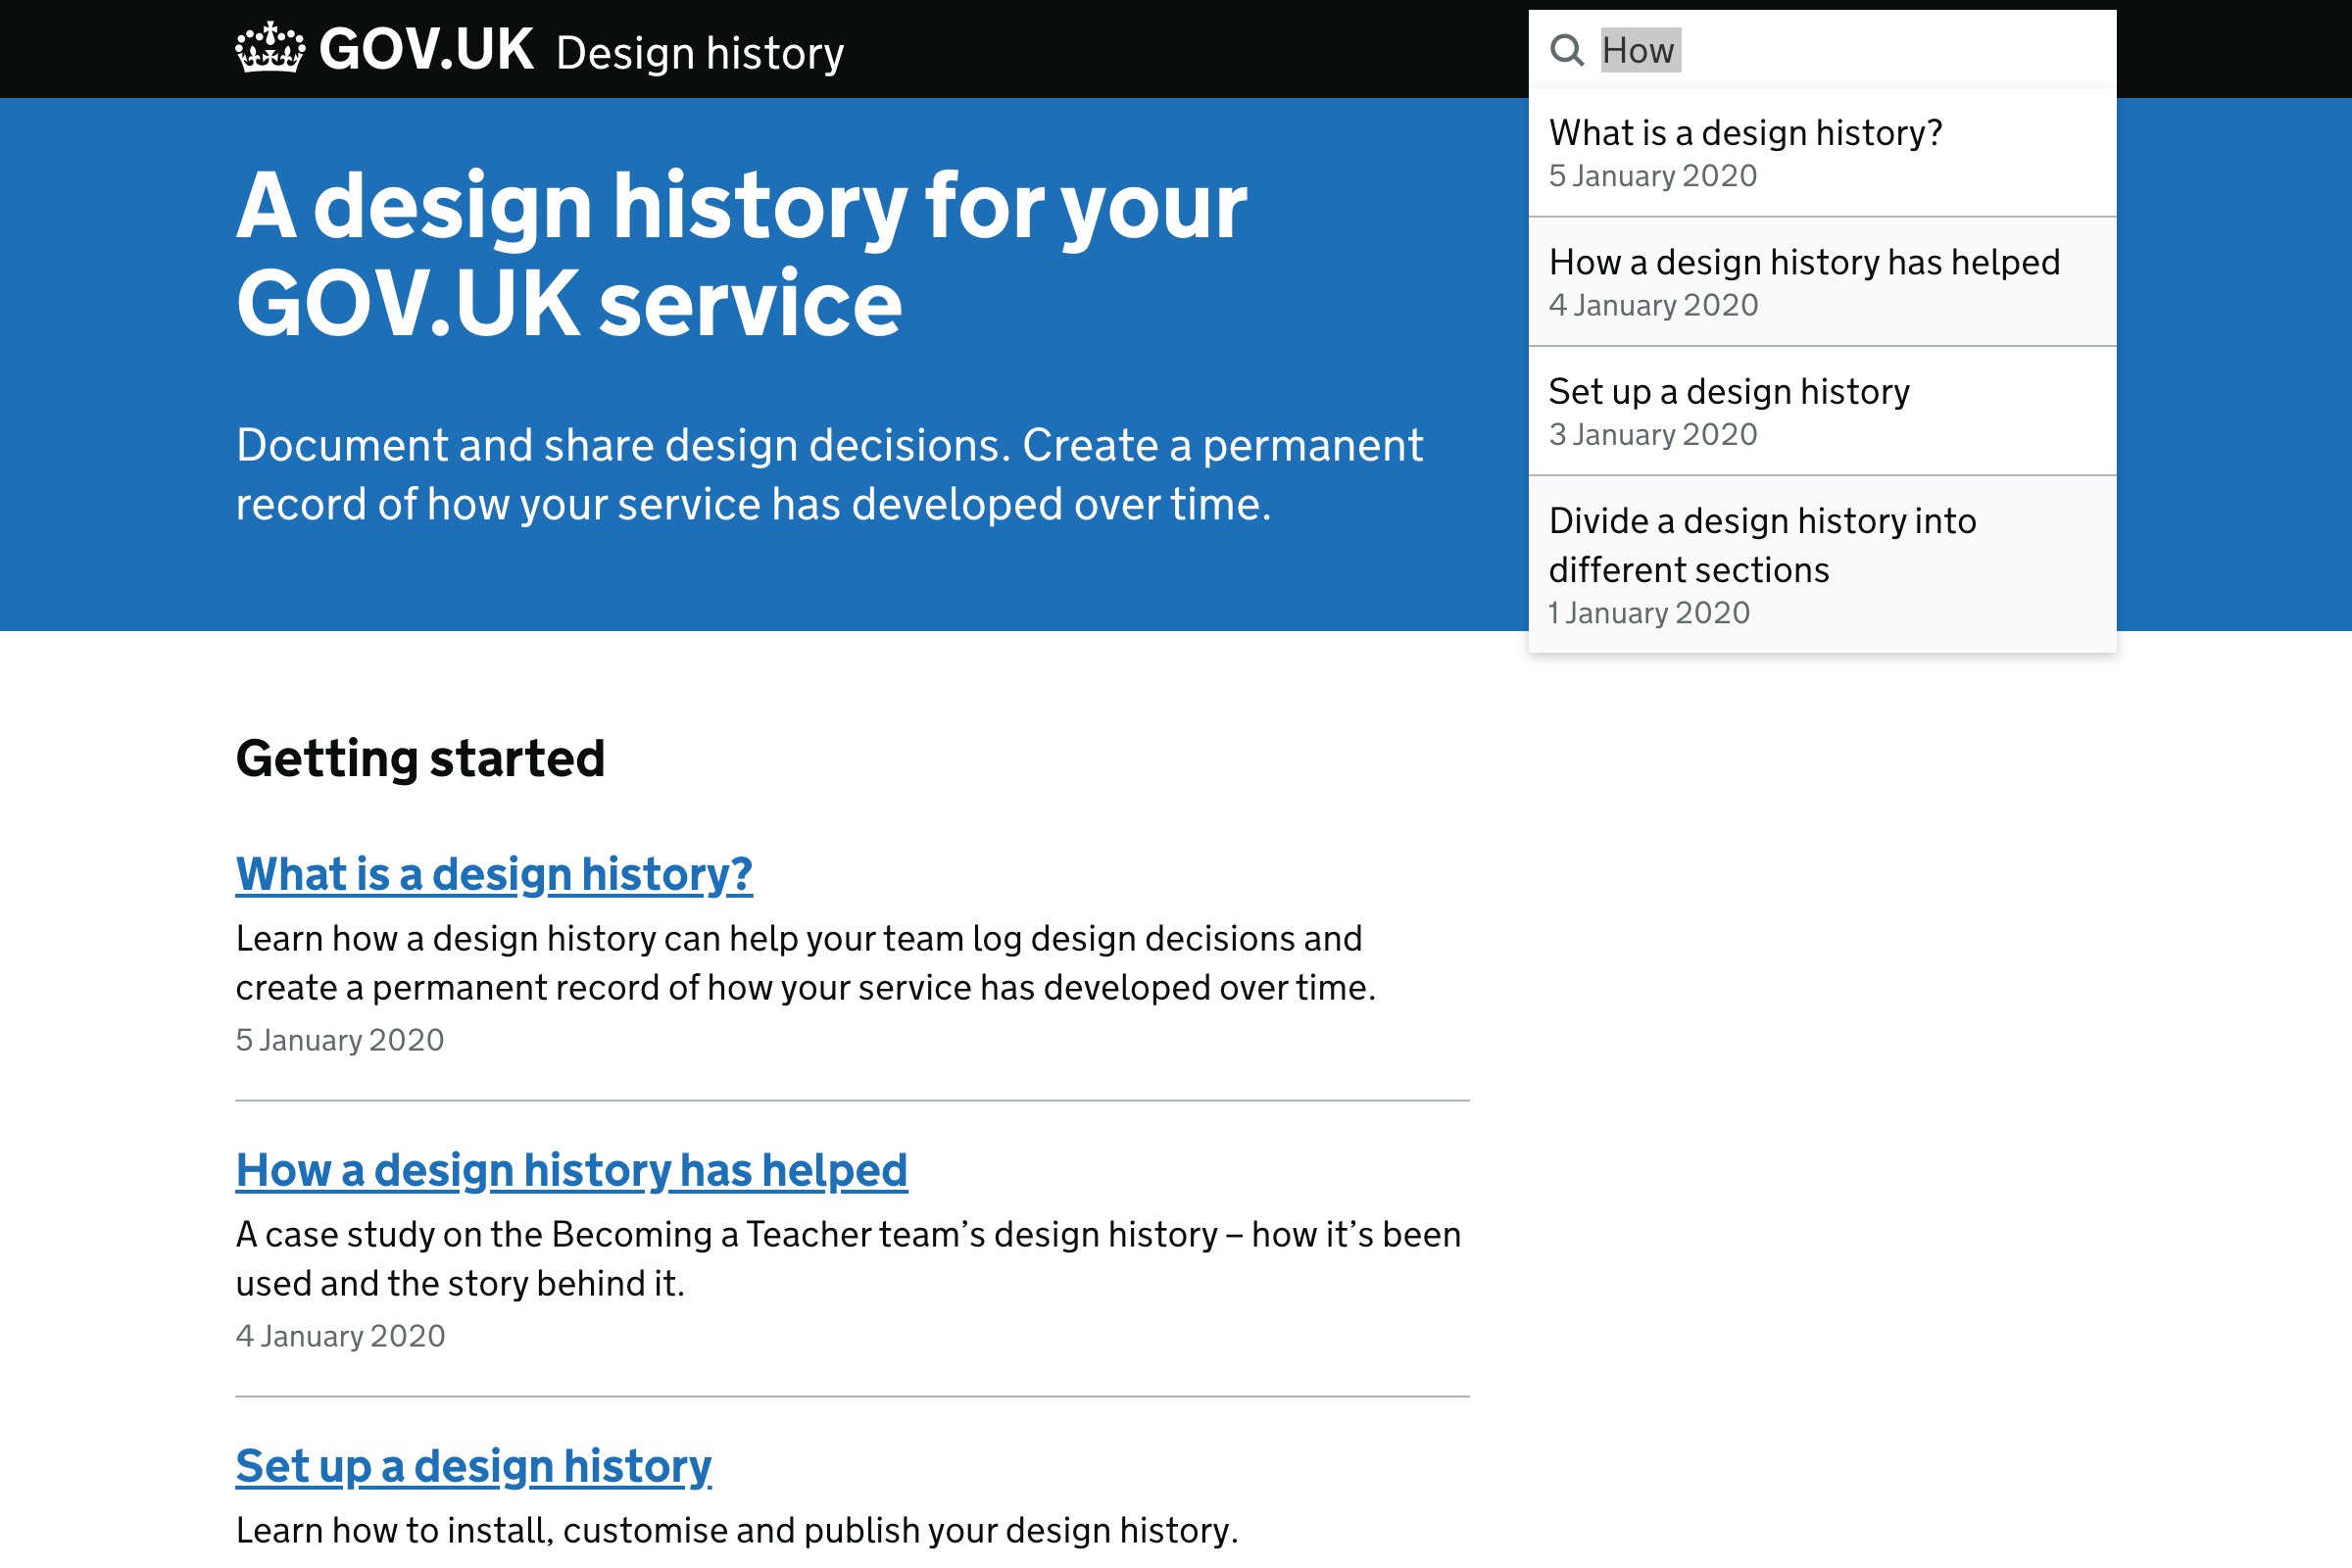 GOV.UK Design history
How
What is a design history?
5 January 2020
How a design history has helped
4 January 2020
Set up a design history
3 January 2020
Divide a design history into
different sections
1 January 2020
A design history for your
GOV.UK service
Document and share design decisions. Create a permanent
record of how your service has developed over time.
Getting started
What is a design history?
Learn how a design history can help your team log design decisions and
create a permanent record of how your service has developed over time.
5 January 2020
How a design history has helped
A case study on the Becoming a Teacher team’s design history – how it’s been
used and the story behind it.
4 January 2020
Set up a design history
Learn how to install, customise and publish your design history.